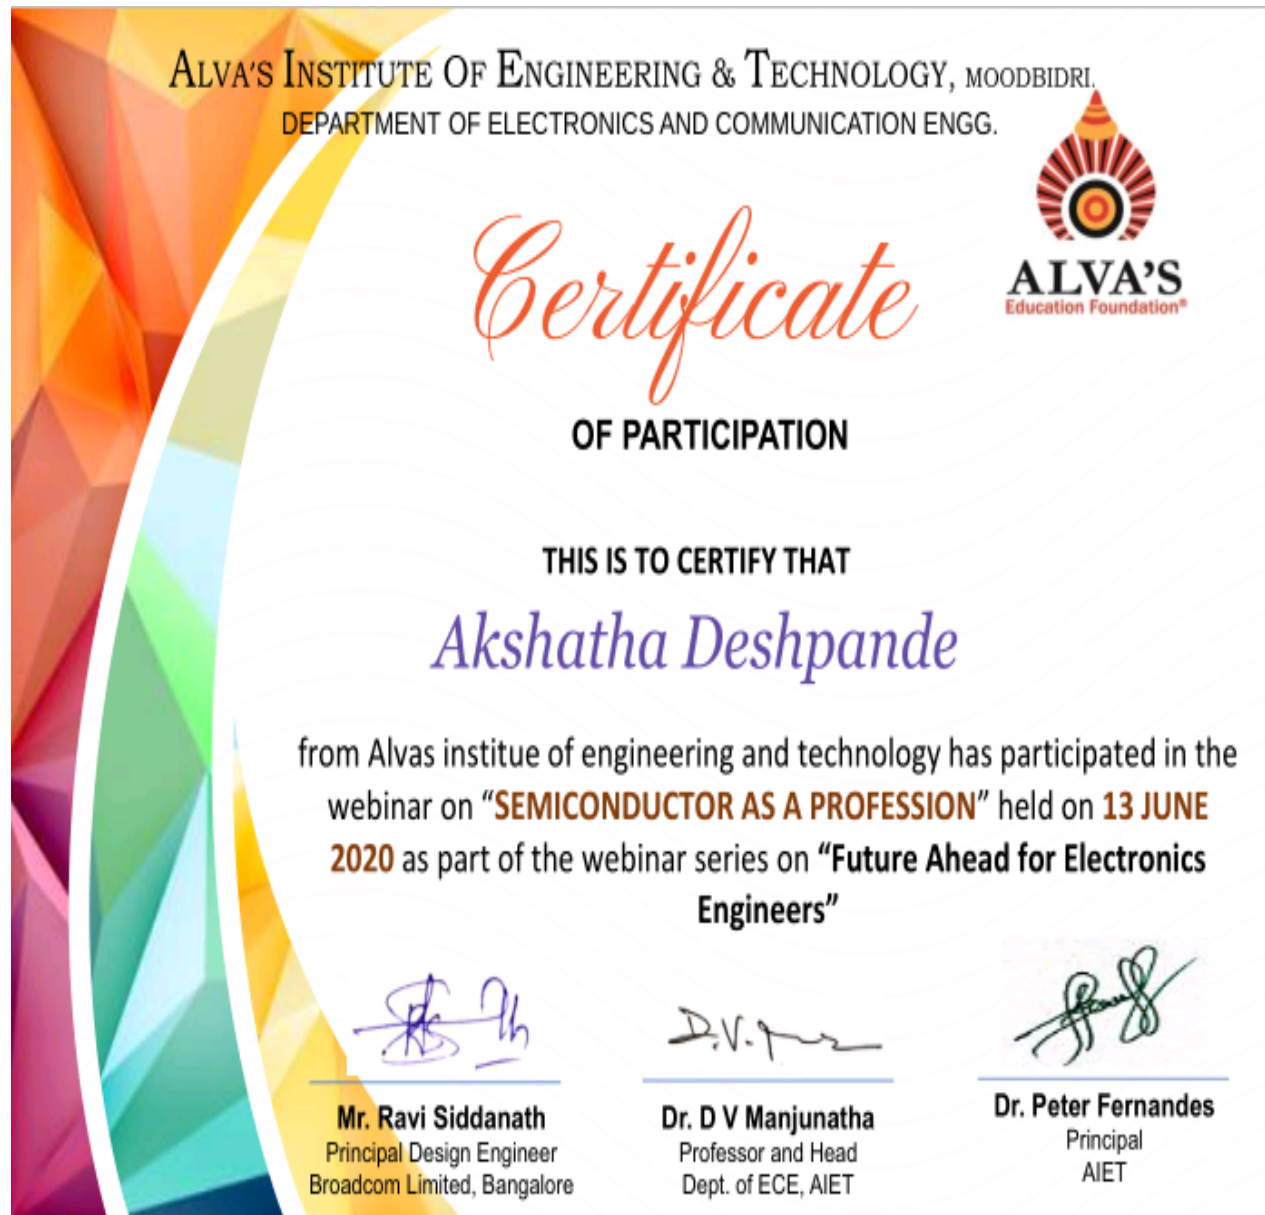 ALVA'S INSTITUTE OF ENGINEERING & TECHNOLOGY, MOODBIDRI.
DEPARTMENT OF ELECTRONICS AND COMMUNICATION ENGG.
ALVA'S
Education Foundation®
Certificate
OF PARTICIPATION
THIS IS TO CERTIFY THAT
Akshatha Deshpande
from Alvas institue of engineering and technology has participated in the
webinar on “SEMICONDUCTOR AS A PROFESSION” held on 13 JUNE
2020 as part of the webinar series on “Future Ahead for Electronics
Engineers”
D.V.
Mr. Ravi Siddanath
Principal Design Engineer
Broadcom Limited, Bangalore
Dr. D V Manjunatha
Professor and Head
Dept. of ECE, AIET
Dr. Peter Fernandes
Principal
AIET